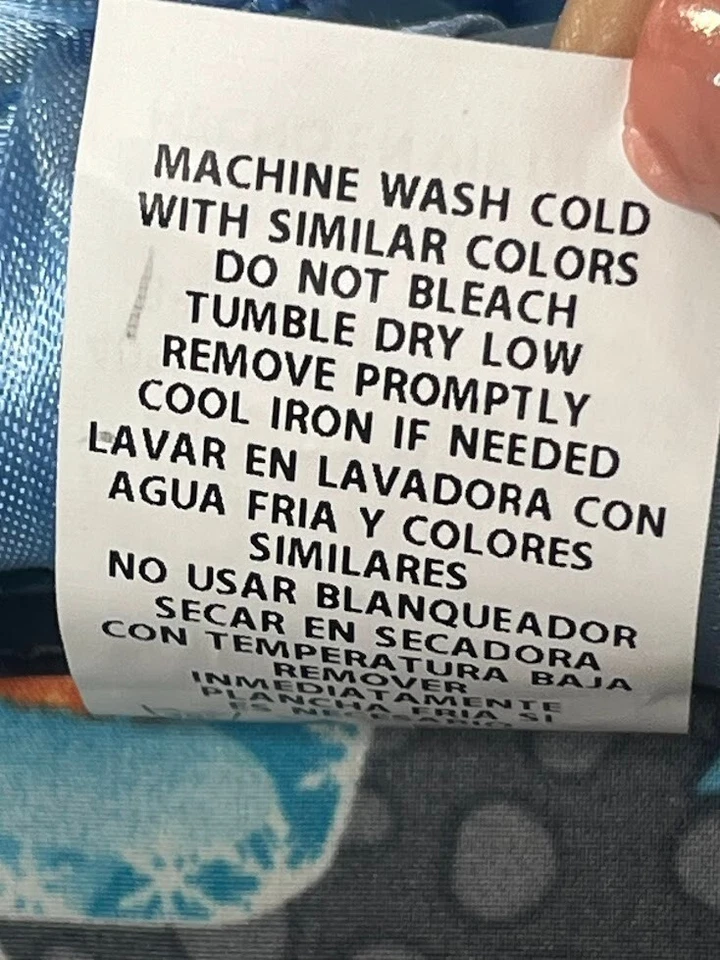 MACHINE WASH COLD
WITH SIMILAR COLORS
DO NOT BLEACH
TUMBLE DRY LOW
REMOVE PROMPTLY
COOL IRON IF NEEDED
LAVAR EN LAVADORA CON
AGUA FRIA Y COLORES
SIMILARES
NO USAR BLANQUEADOR
SECAR EN SECADORA
CON TEMPERATURA BAJA
REMOVER
INMEDIATAMENTE
PLANCHA FRIA SI
ES NECESARIO